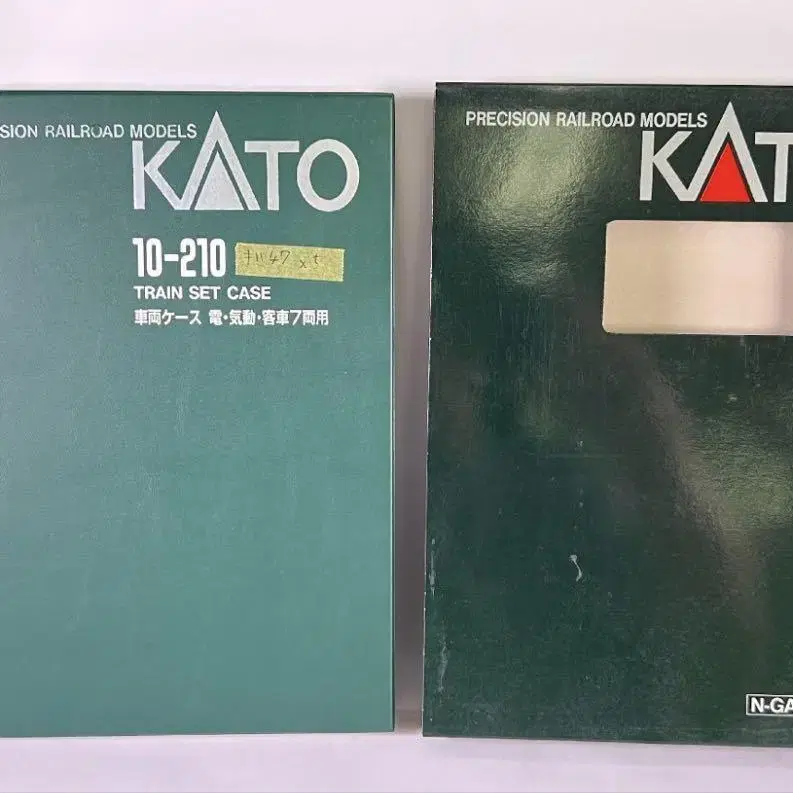 SION RAILROAD MODELS
KATO
10-210
TRAIN SET CASE
車両ケース 電・気動・客車7両用
PRECISION RAILROAD MODELS
KAT
N-GA